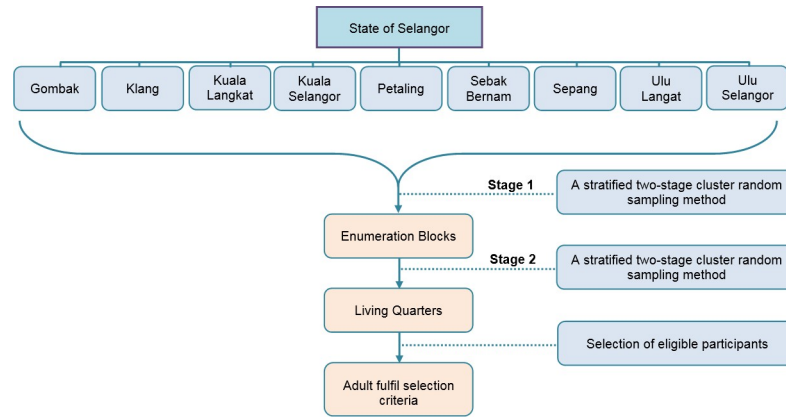 State of Selangor
Gombak
Klang
Kuala
Langkat
Kuala
Selangor
Petaling
Sebak
Bernam
Sepang
Ulu
Langat
Ulu
Selangor
Stage 1
A stratified two-stage cluster random
sampling method
Enumeration Blocks
Stage 2
A stratified two-stage cluster random
sampling method
Living Quarters
Selection of eligible participants
Adult fulfil selection
criteria